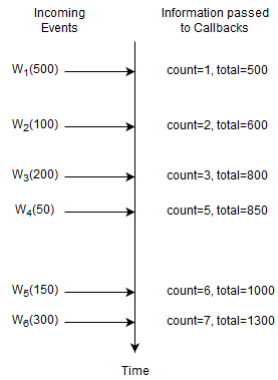 Incoming Events
Information passed to Callbacks
W1(500) count=1, total=500
W2(100) count=2, total=600
W3(200) count=3, total=800
W4(50) count=5, total=850
W5(150) count=6, total=1000
W6(300) count=7, total=1300
Time